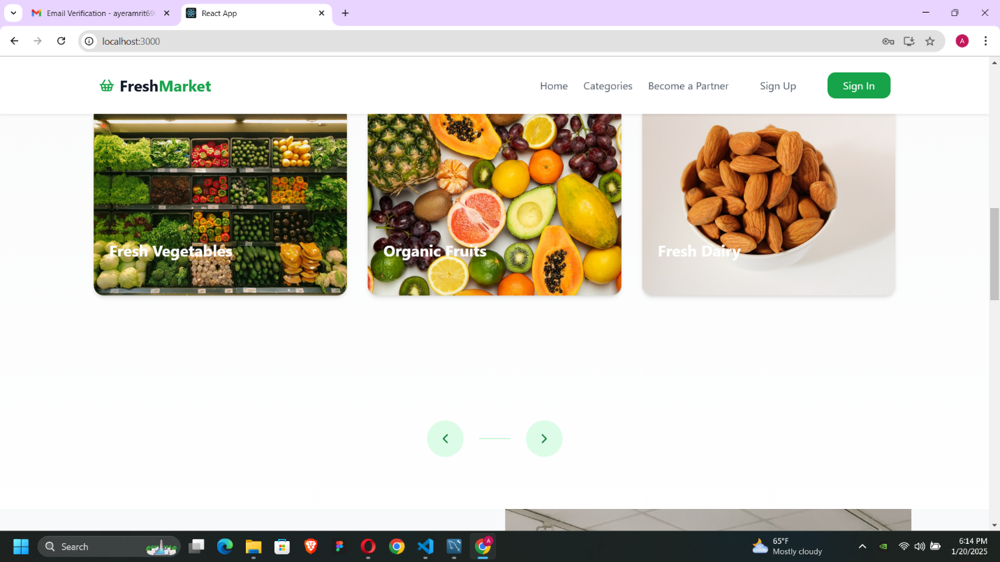 Email Verification - ayeramrit69
React App
localhost:3000
A
FreshMarket
Home
Categories
Become a Partner
Sign Up
Sign In
Fresh Vegetables
Organic Fruits
Fresh Dairy
Search
A
65°F
Mostly cloudy
6:14 PM
1/20/2025